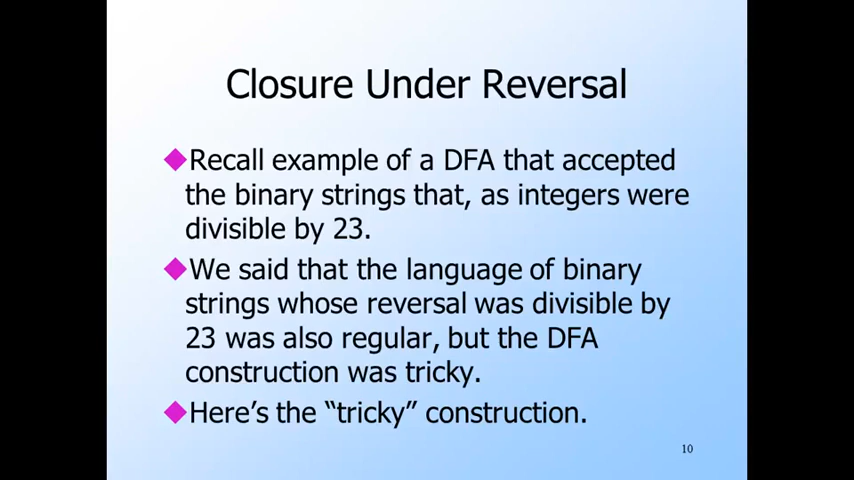 Closure Under Reversal
Recall example of a DFA that accepted
the binary strings that, as integers were
divisible by 23.
We said that the language of binary
strings whose reversal was divisible by
23 was also regular, but the DFA
construction was tricky.
Here’s the “tricky” construction.
10